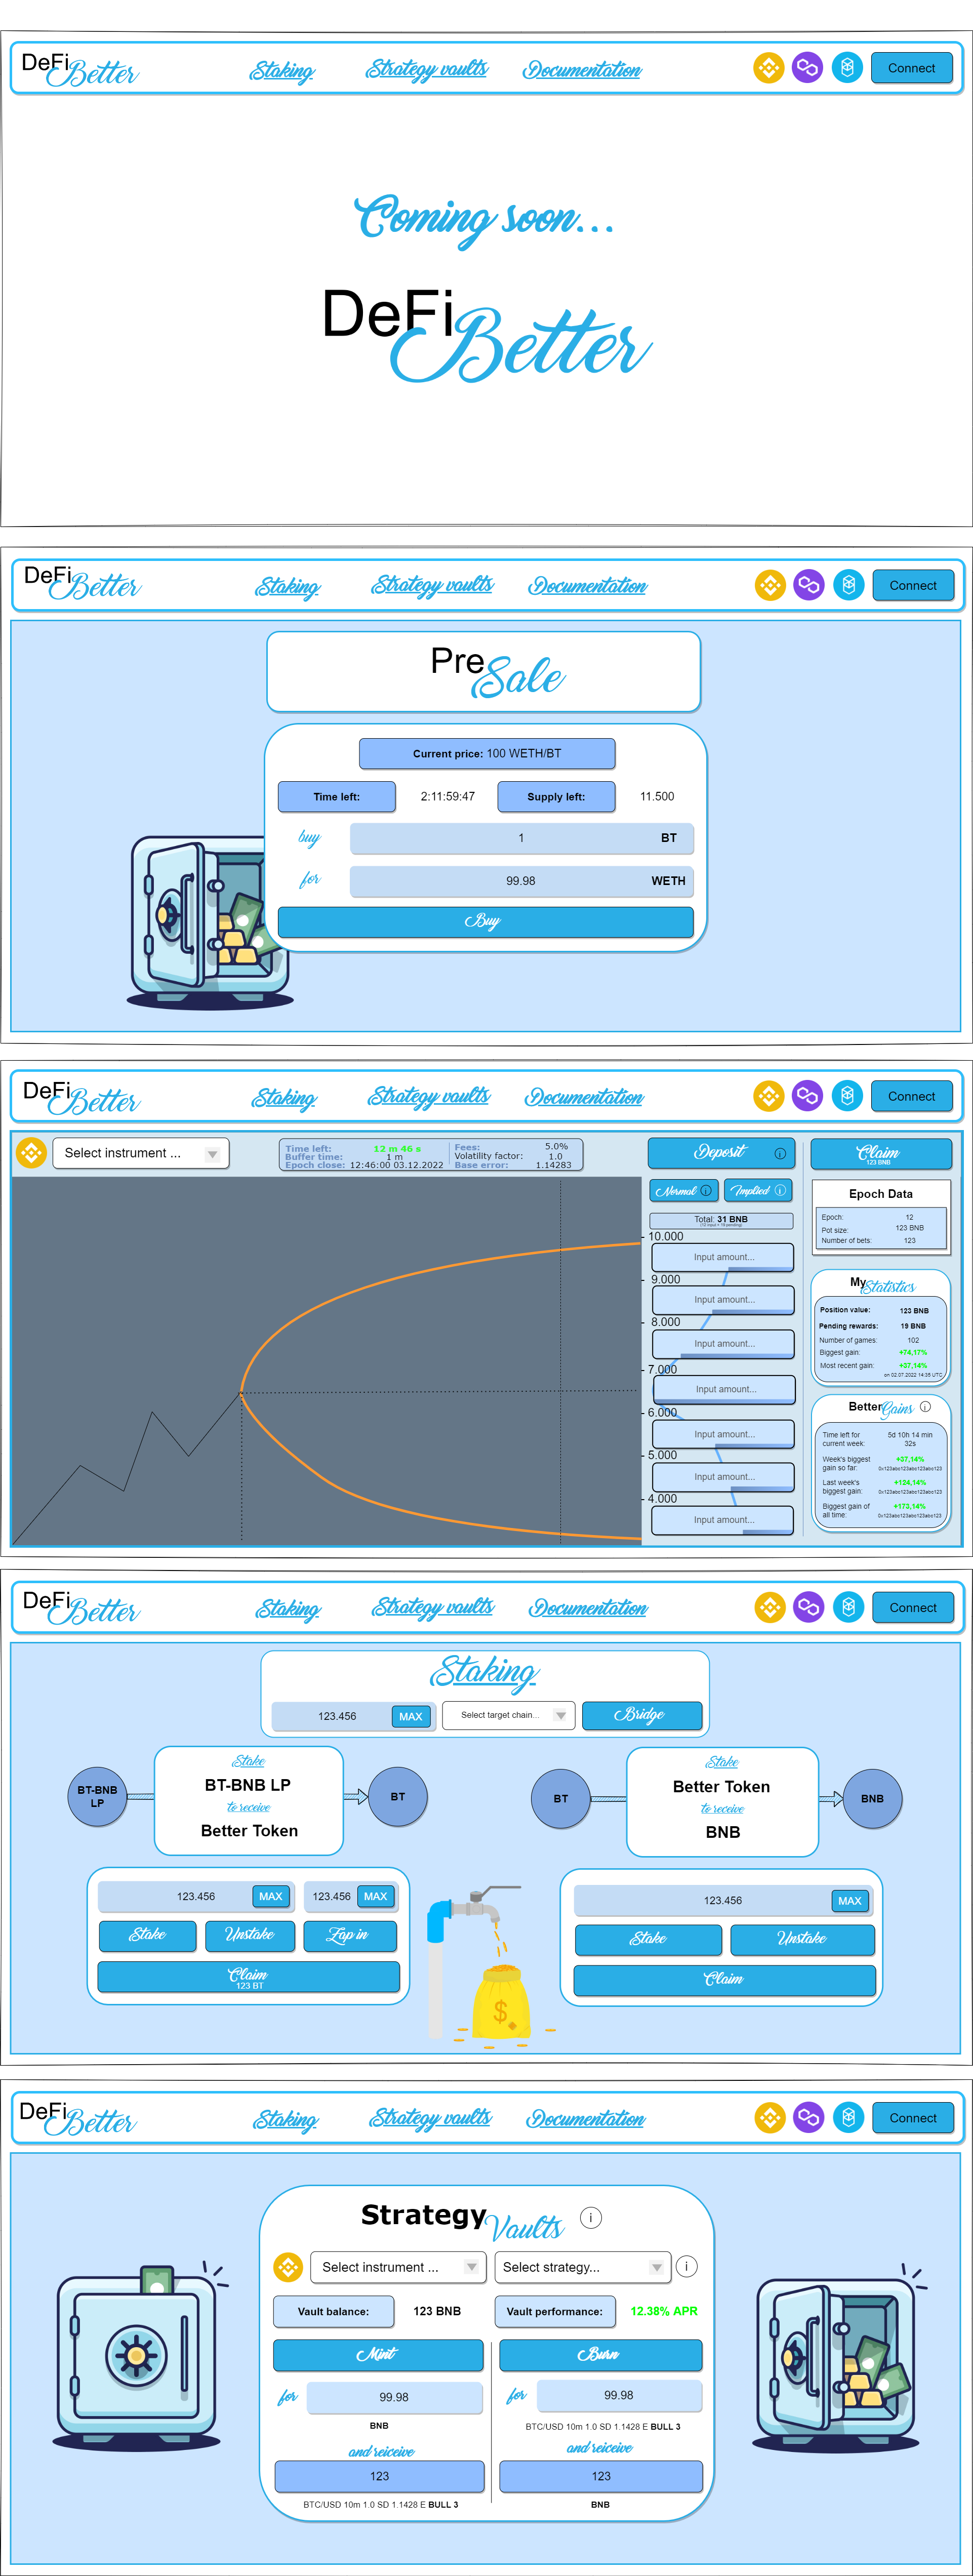 DeFi Better
Staking Strategy vaults Documentation Connect
Coming soon...
DeFi Better
DeFi Better
Staking Strategy vaults Documentation Connect
Pre Sale
Current price: 100 WETH/BT
Time left: 2:11:59:47 Supply left: 11.500
buy 1 BT
for 99.98 WETH
Buy
DeFi Better
Staking Strategy vaults Documentation Connect
Select instrument ...
Time left: 12 m 46 s
Buffer time: 1 m
Epoch close: 12:46:00 03.12.2022
Fees: 5.0%
Volatility factor: 1.0
Base error: 1.14283
Deposit i
Normal i Implied i
Total: 31 BNB
10.000
Input amount...
9.000
Input amount...
8.000
Input amount...
7.000
Input amount...
6.000
Input amount...
5.000
Input amount...
4.000
Input amount...
Claim
123 BNB
Epoch Data
Epoch: 12
Pot size: 123 BNB
Number of bets: 123
My Statistics
Position value: 123 BNB
Pending rewards: 19 BNB
Number of games: 102
Biggest gain: +74,17%
Most recent gain: +37,14%
on 02.07.2022 14:35 UTC
Better Gains i
Time left for current week: 5d 10h 14 min 32s
Week's biggest gain so far: +37,14%
0x123abc123abc123abc123
Last week's biggest gain: +124,14%
0x123abc123abc123abc123
Biggest gain of all time: +173,14%
0x123abc123abc123abc123
DeFi Better
Staking Strategy vaults Documentation Connect
Staking
123.456 MAX Select target chain... Bridge
BT-BNB LP
Stake
BT-BNB LP
to receive
Better Token
BT
BT
Stake
Better Token
to receive
BNB
BNB
123.456 MAX 123.456 MAX
Stake Unstake Zap in
Claim
123 BT
$
123.456 MAX
Stake Unstake
Claim
DeFi Better
Staking Strategy vaults Documentation Connect
Strategy Vaults i
Select instrument ... Select strategy... i
Vault balance: 123 BNB Vault performance: 12.38% APR
Mint
for 99.98
BNB
and reiceive
123
BTC/USD 10m 1.0 SD 1.1428 E BULL 3
Burn
for 99.98
BTC/USD 10m 1.0 SD 1.1428 E BULL 3
and reiceive
123
BNB